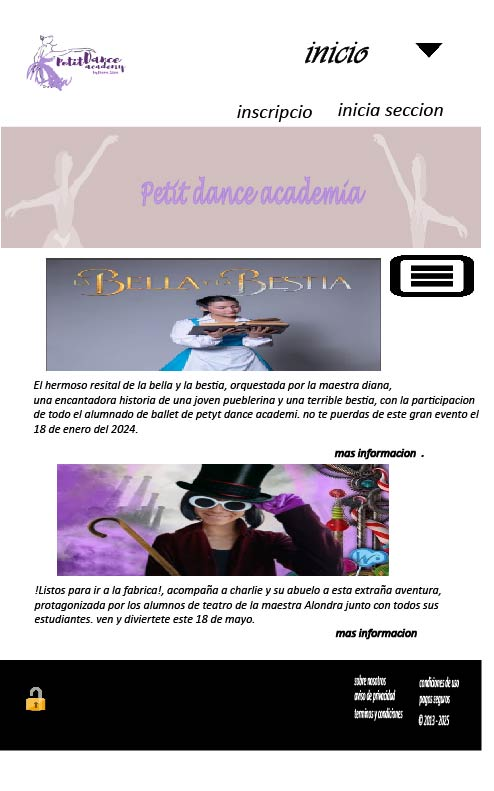 Petit Dance
academy
inicio
inscripcio
inicia seccion
Petit dance academia
LA BELLA Y LA BESTIA
El hermoso resital de la bella y la bestia, orquestada por la maestra diana,
una encantadora historia de una joven pueblerina y una terrible bestia, con la participacion
de todo el alumnado de ballet de petyt dance academi. no te puerdas de este gran evento el
18 de enero del 2024.
mas informacion .
!Listos para ir a la fabrica!, acompaña a charlie y su abuelo a esta extraña aventura,
protagonizada por los alumnos de teatro de la maestra Alondra junto con todos sus
estudiantes. ven y diviertete este 18 de mayo.
mas informacion
sobre nosotros
aviso de privacidad
terminos y condiciones
condiciones de uso
pagos seguros
© 2013 - 2025